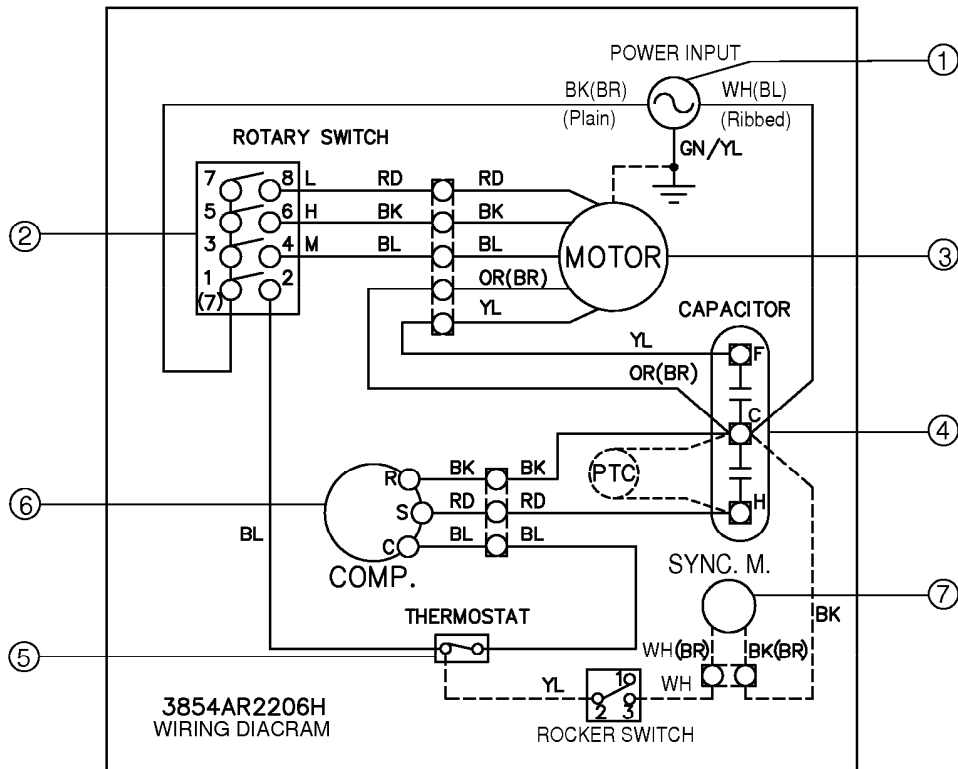 POWER INPUT
1
BK(BR)
(Plain)
WH(BL)
(Ribbed)
GN/YL
ROTARY SWITCH
7 8 L RD RD
5 6 H BK BK
2
3 4 M BL BL
MOTOR
3
1 2
(7)
OR(BR)
YL
CAPACITOR
YL F
OR(BR)
C
4
PTC
R BK BK
6
S RD RD H
C BL BL
BL
COMP.
SYNC. M.
7
BK
THERMOSTAT
5
WH(BR) BK(BR)
YL 1 WH
2 3
ROCKER SWITCH
3854AR2206H
WIRING DIACRAM